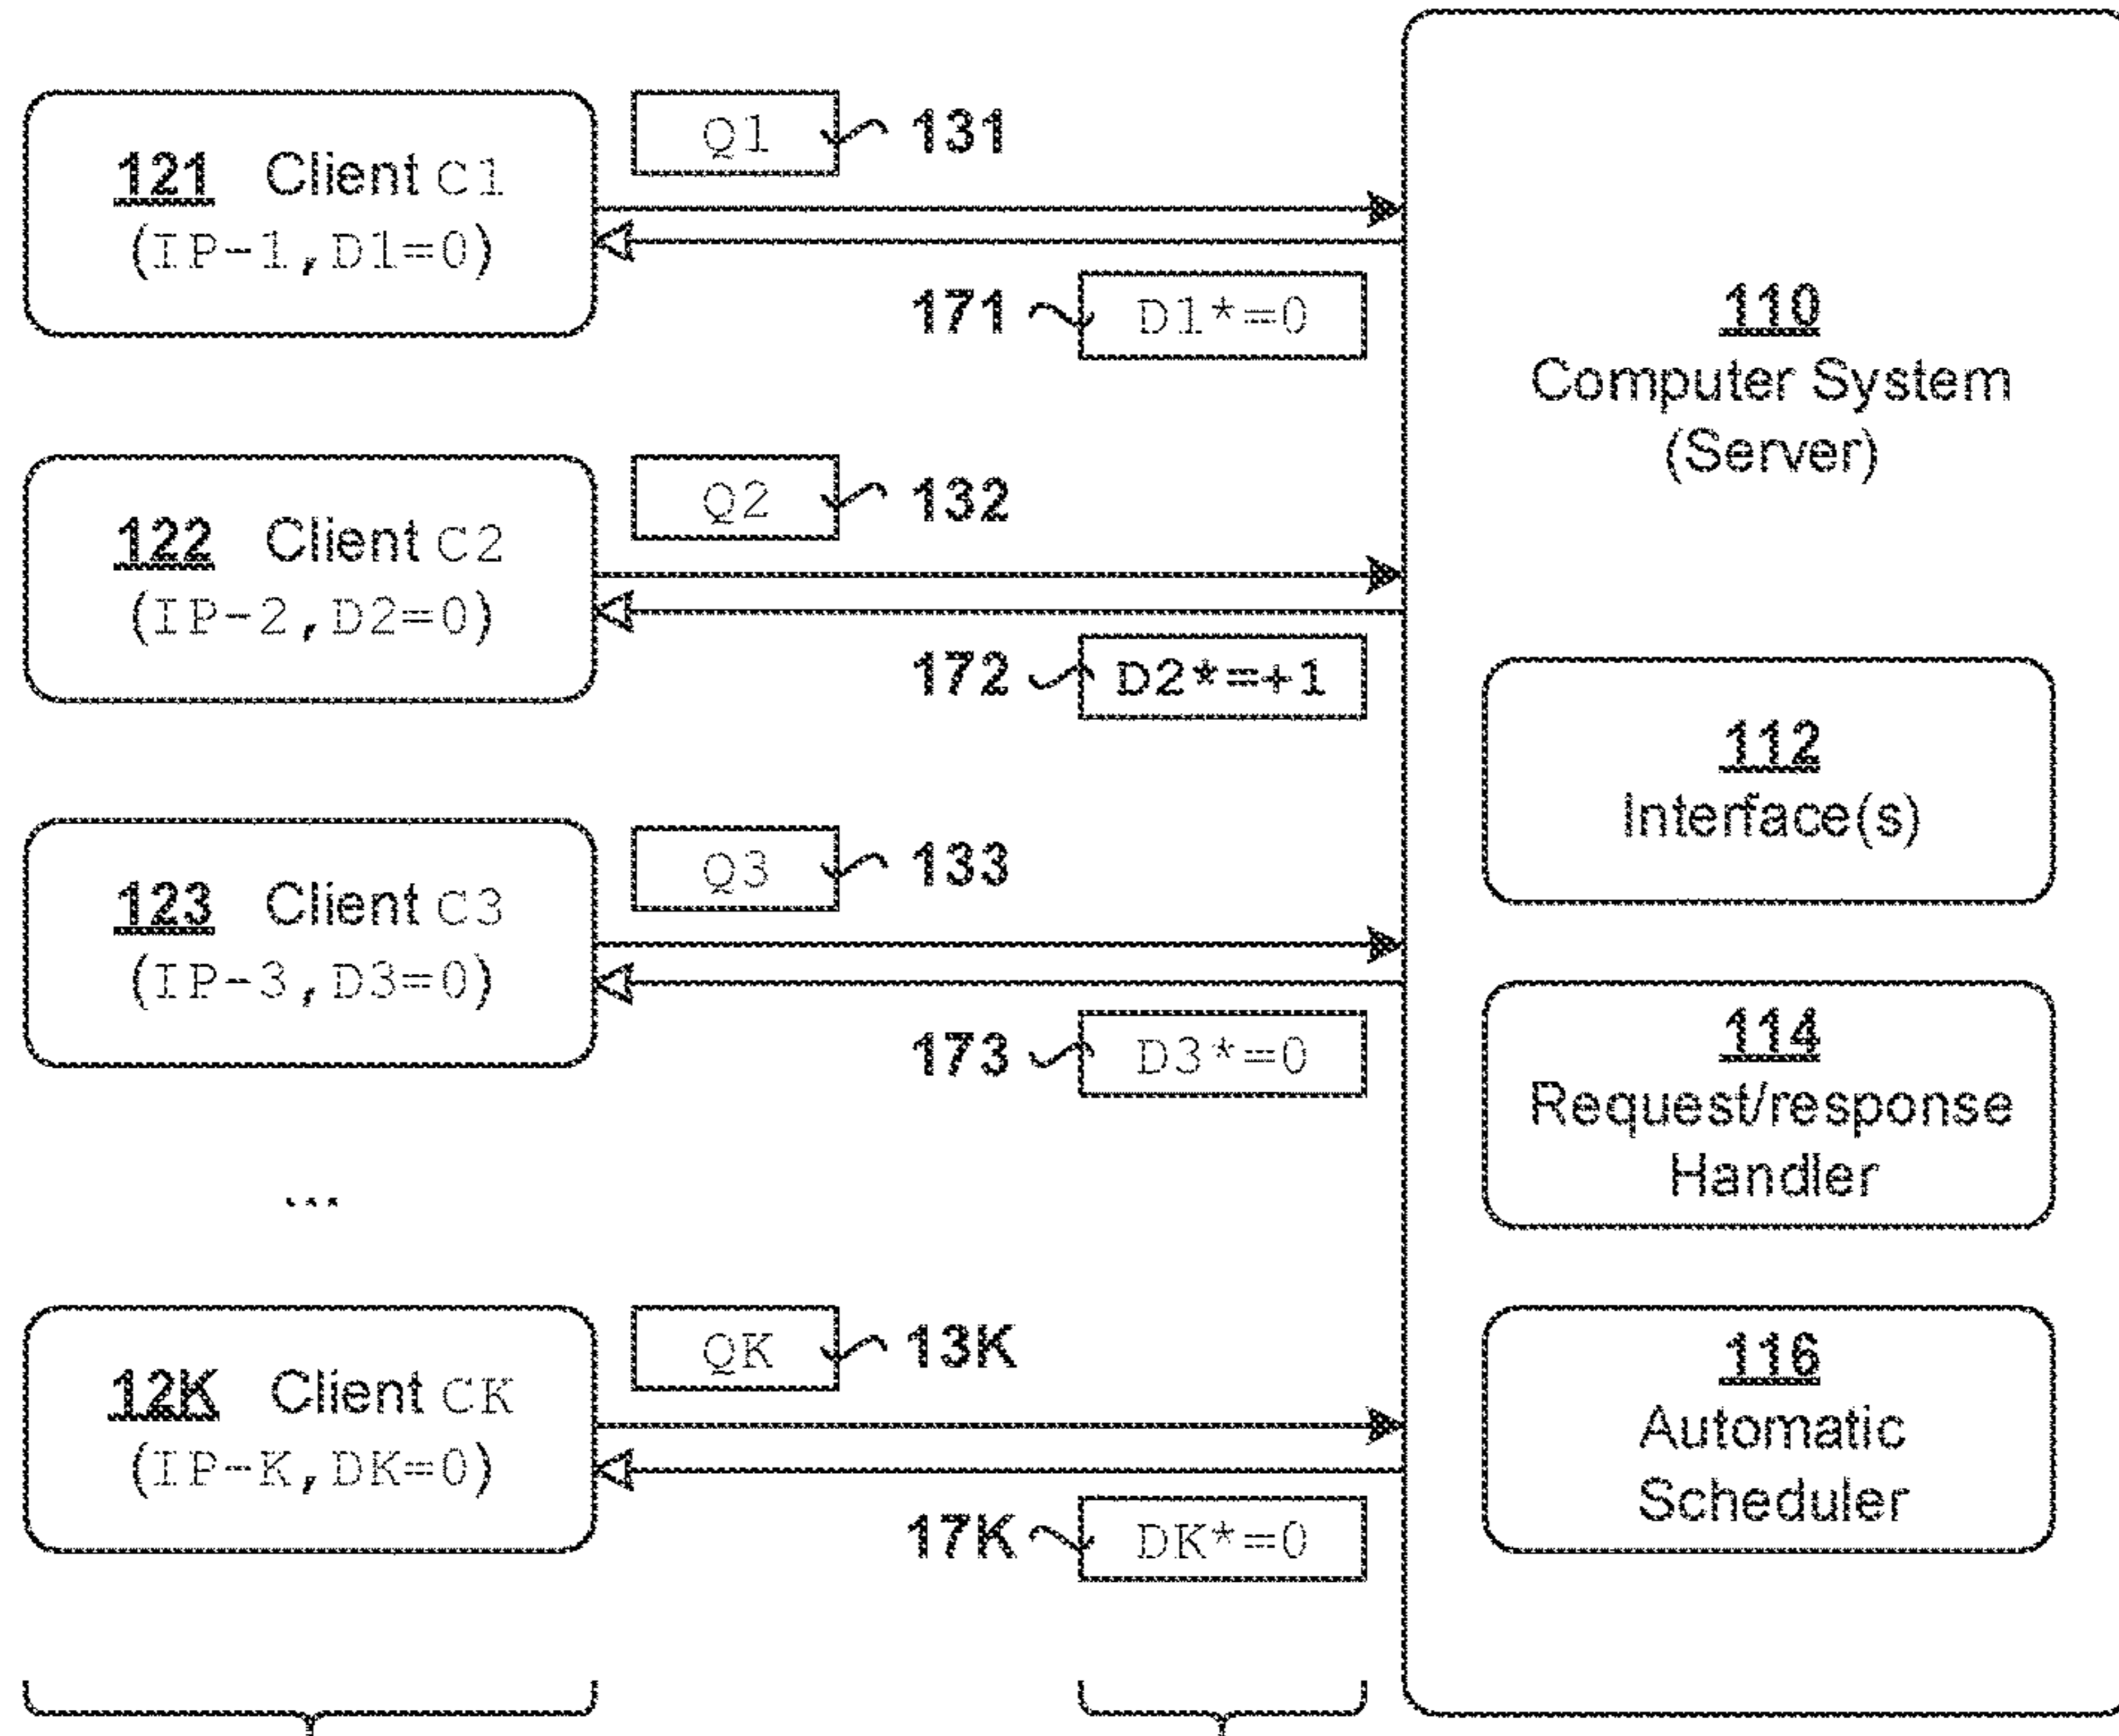 121 Client C1
(IP-1,D1=0)
Q1
131
171
D1*=0
122 Client C2
(IP-2,D2=0)
Q2
132
172
D2*=+1
123 Client C3
(IP-3,D3=0)
Q3
133
173
D3*=0
...
12K Client CK
(IP-K,DK=0)
QK
13K
17K
DK*=0
110
Computer System
(Server)
112
Interface(s)
114
Request/response
Handler
116
Automatic
Scheduler